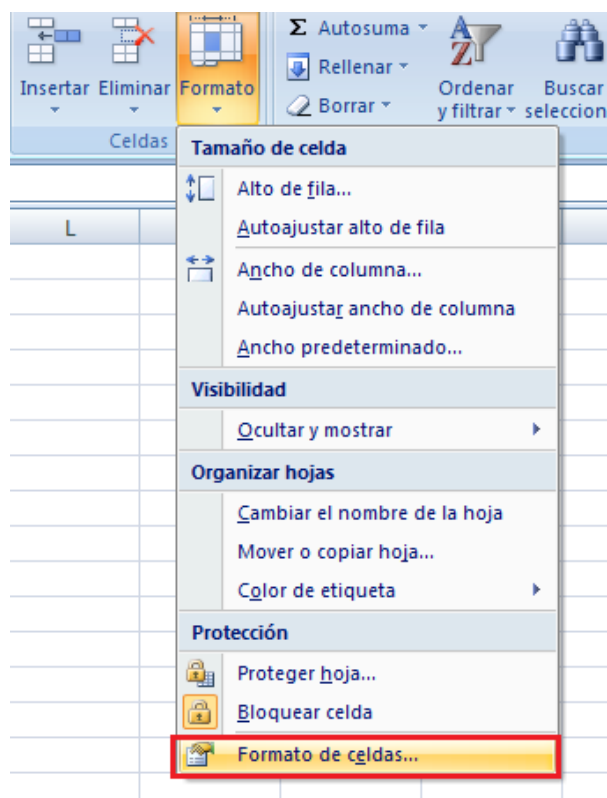 Insertar Eliminar Formato
Σ Autosuma
Rellenar
Borrar
Ordenar
y filtrar
Buscar
seleccion
Celdas
Tamaño de celda
Alto de fila...
Autoajustar alto de fila
Ancho de columna...
Autoajustar ancho de columna
Ancho predeterminado...
Visibilidad
Ocultar y mostrar
Organizar hojas
Cambiar el nombre de la hoja
Mover o copiar hoja...
Color de etiqueta
Protección
Proteger hoja...
Bloquear celda
Formato de celdas...
L